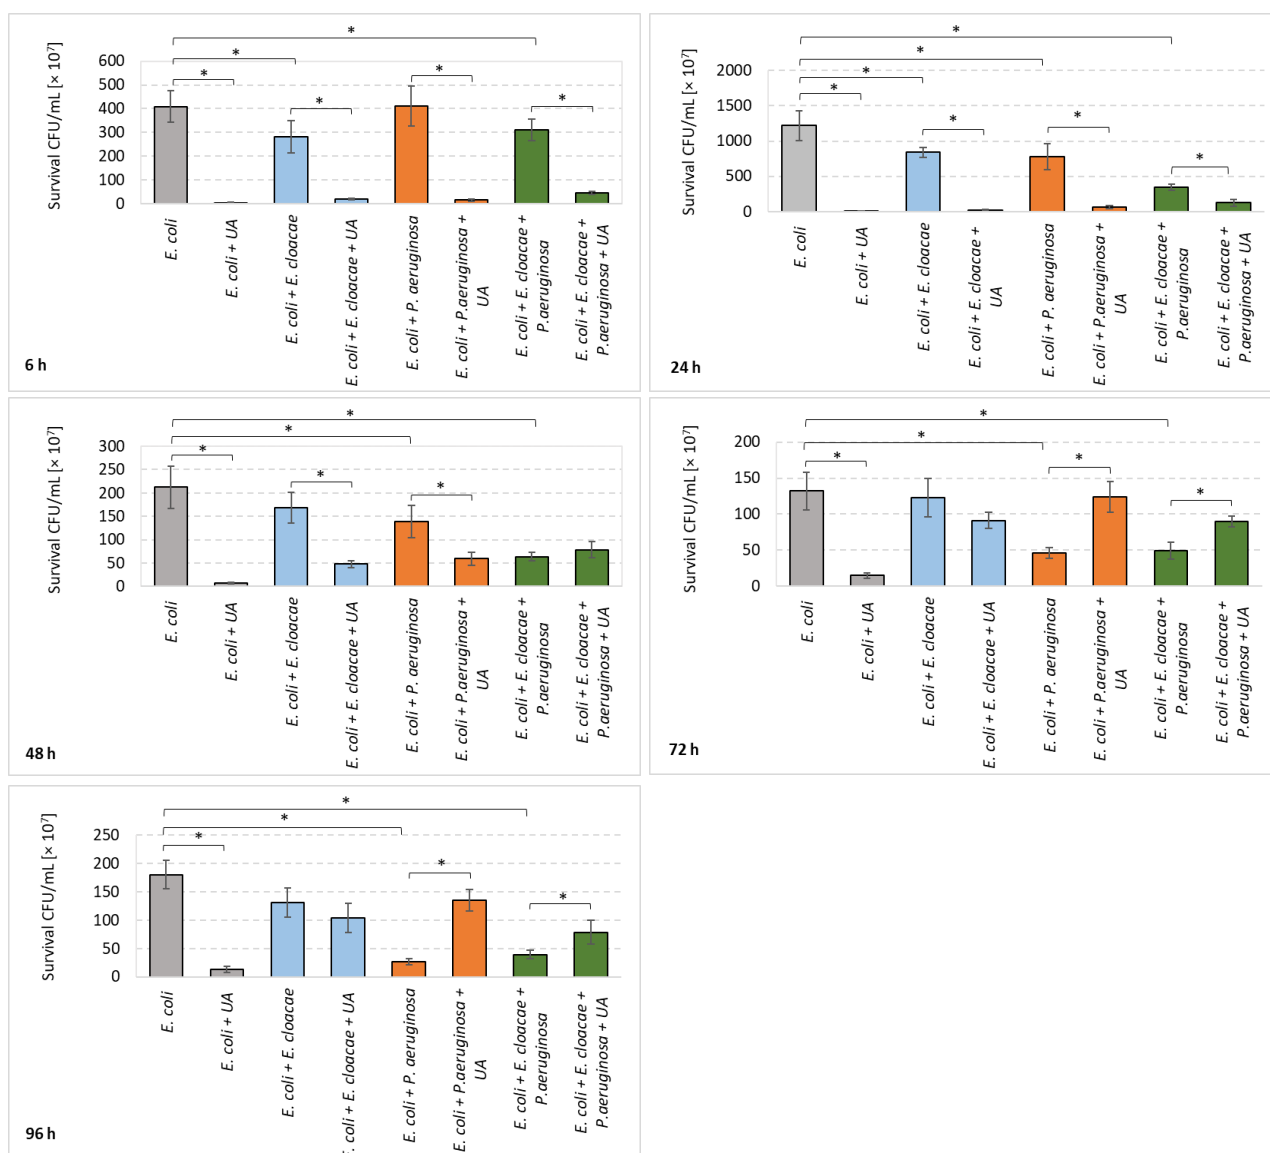 Survival CFU/mL [× 10⁷]
*
*
*
*
*
*
600
500
400
300
200
100
0
E. coli
E. coli + UA
E. coli + E. cloacae
E. coli + E. cloacae + UA
E. coli + P. aeruginosa
E. coli + P.aeruginosa +
UA
E. coli + E. cloacae +
P.aeruginosa
E. coli + E. cloacae +
P.aeruginosa + UA
6 h
Survival CFU/mL [× 10⁷]
*
*
*
*
*
*
*
2000
1500
1000
500
0
E. coli
E. coli + UA
E. coli + E. cloacae
E. coli + E. cloacae +
UA
E. coli + P. aeruginosa
E. coli + P.aeruginosa +
UA
E. coli + E. cloacae +
P.aeruginosa
E. coli + E. cloacae +
P.aeruginosa + UA
24 h
Survival CFU/mL [× 10⁷]
*
*
*
*
*
300
250
200
150
100
50
0
E. coli
E. coli + UA
E. coli + E. cloacae
E. coli + E. cloacae + UA
E. coli + P. aeruginosa
E. coli + P.aeruginosa +
UA
E. coli + E. cloacae +
P.aeruginosa
E. coli + E. cloacae +
P.aeruginosa + UA
48 h
Survival CFU/mL [× 10⁷]
*
*
*
*
*
200
150
100
50
0
E. coli
E. coli + UA
E. coli + E. cloacae
E. coli + E. cloacae + UA
E. coli + P. aeruginosa
E. coli + P.aeruginosa +
UA
E. coli + E. cloacae +
P.aeruginosa
E. coli + E. cloacae +
P.aeruginosa + UA
72 h
Survival CFU/mL [× 10⁷]
*
*
*
*
*
250
200
150
100
50
0
E. coli
E. coli + UA
E. coli + E. cloacae
. coli + E. cloacae + UA
E. coli + P. aeruginosa
E. coli + P.aeruginosa +
UA
E. coli + E. cloacae +
P.aeruginosa
E. coli + E. cloacae +
P.aeruginosa + UA
96 h